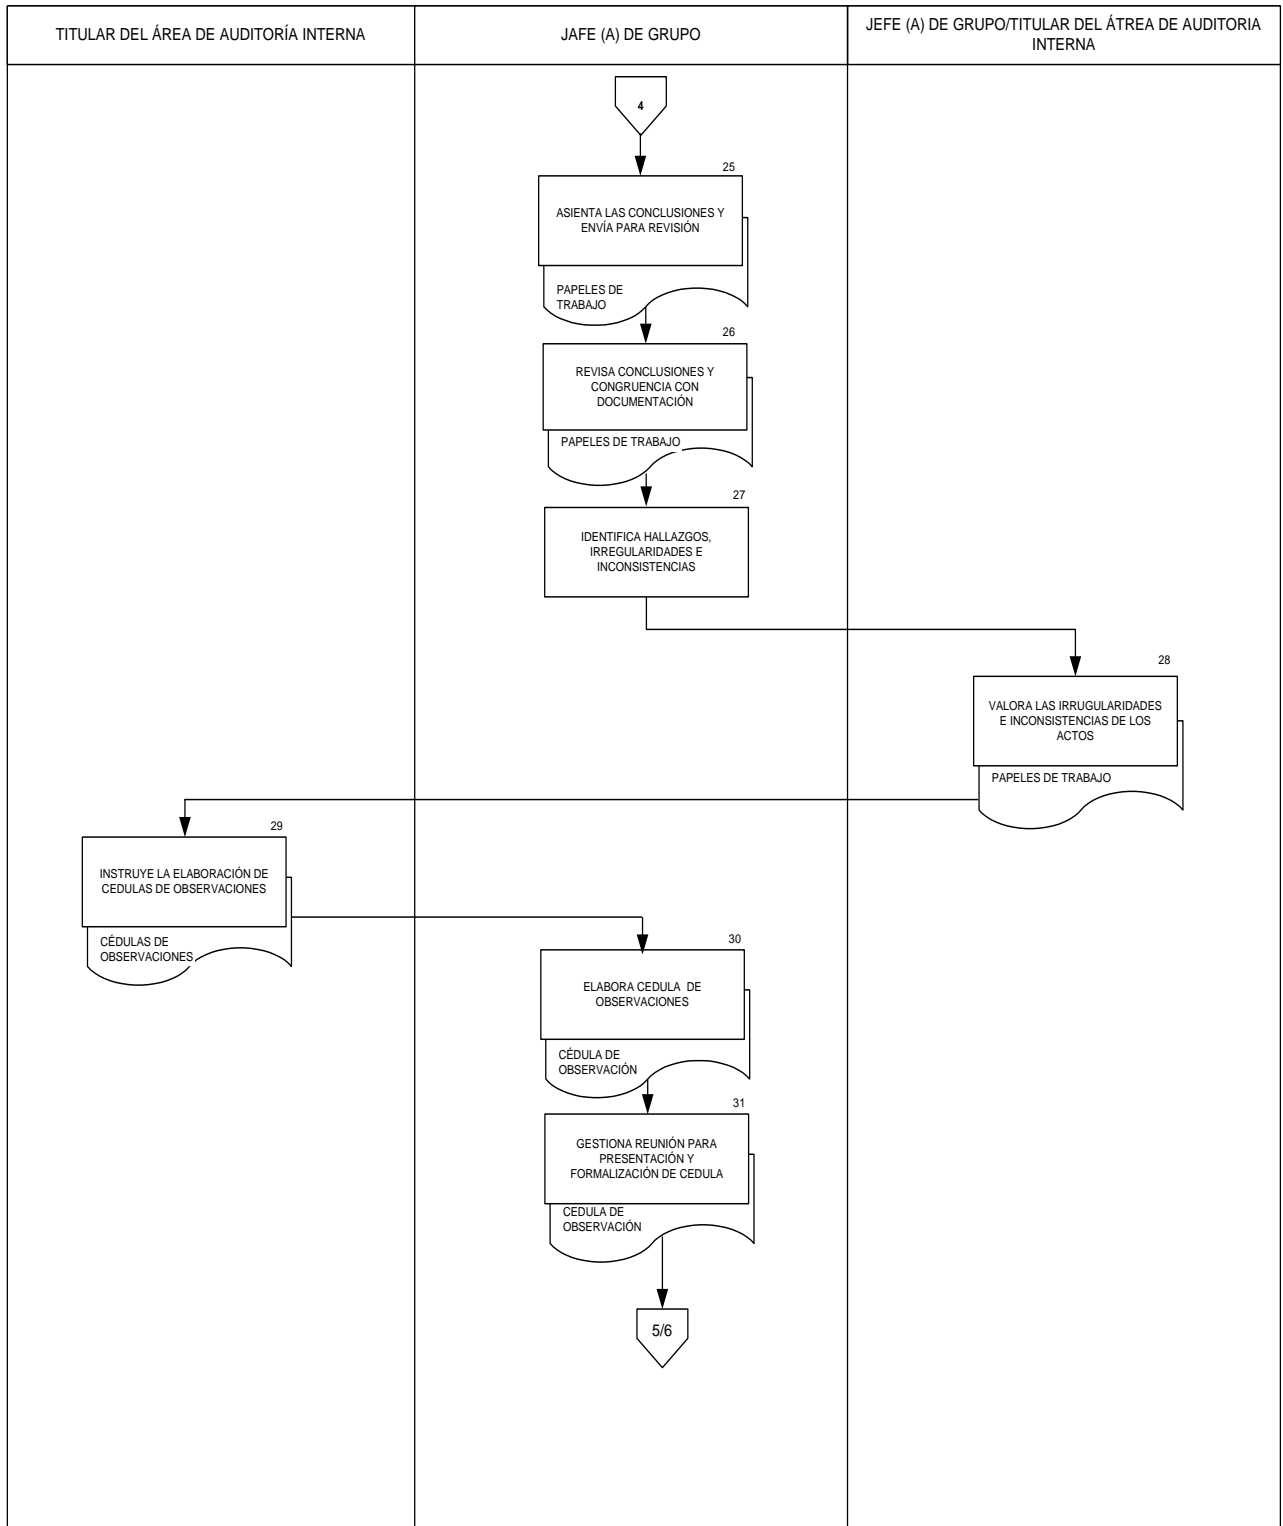 TITULAR DEL ÁREA DE AUDITORÍA INTERNA
JAFE (A) DE GRUPO
JEFE (A) DE GRUPO/TITULAR DEL ÁTREA DE AUDITORIA
INTERNA
4
25
ASIENTA LAS CONCLUSIONES Y
ENVÍA PARA REVISIÓN
PAPELES DE
TRABAJO
26
REVISA CONCLUSIONES Y
CONGRUENCIA CON
DOCUMENTACIÓN
PAPELES DE TRABAJO
27
IDENTIFICA HALLAZGOS,
IRREGULARIDADES E
INCONSISTENCIAS
28
VALORA LAS IRRUGULARIDADES
E INCONSISTENCIAS DE LOS
ACTOS
PAPELES DE TRABAJO
29
INSTRUYE LA ELABORACIÓN DE
CEDULAS DE OBSERVACIONES
CÉDULAS DE
OBSERVACIONES
30
ELABORA CEDULA DE
OBSERVACIONES
CÉDULA DE
OBSERVACIÓN
31
GESTIONA REUNIÓN PARA
PRESENTACIÓN Y
FORMALIZACIÓN DE CEDULA
CEDULA DE
OBSERVACIÓN
5/6